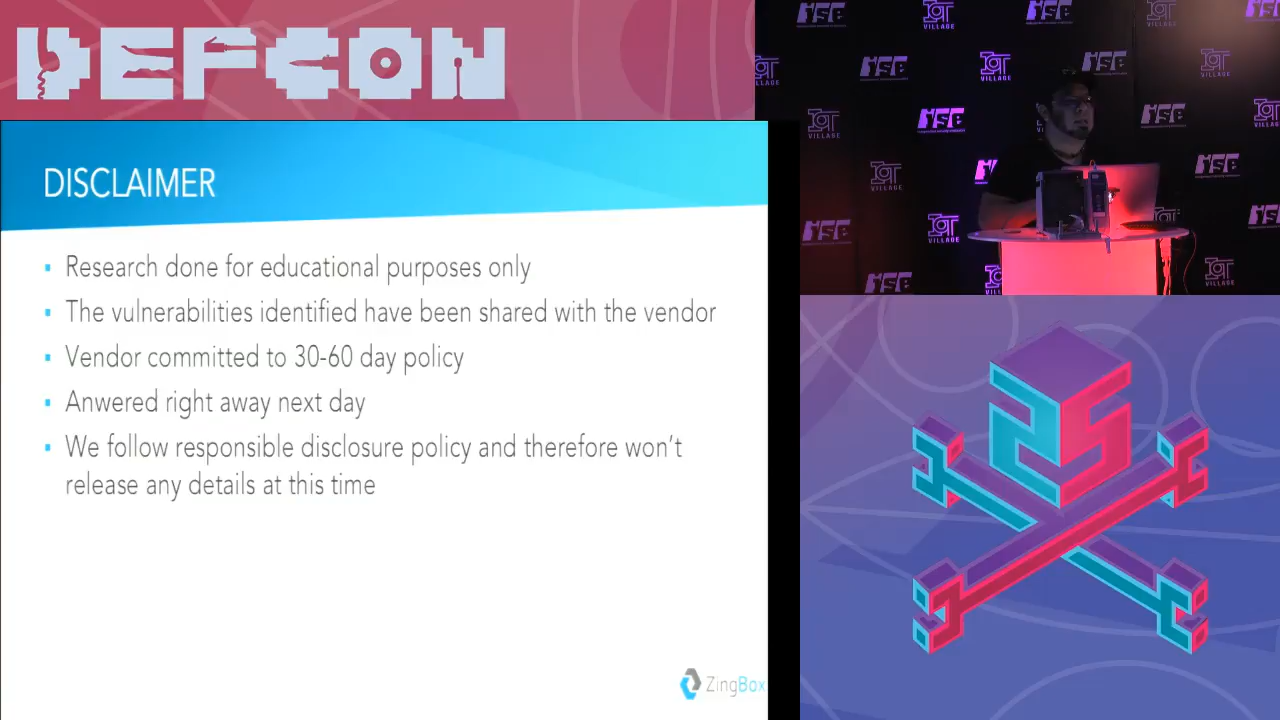 DEFCON
DISCLAIMER
Research done for educational purposes only
The vulnerabilities identified have been shared with the vendor
Vendor committed to 30-60 day policy
Anwered right away next day
We follow responsible disclosure policy and therefore won't
release any details at this time
ZingBox
ISE
IoT
VILLAGE
25